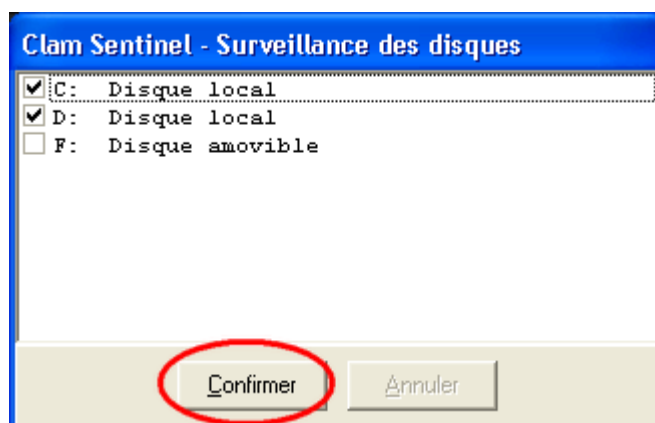 Clam Sentinel - Surveillance des disques
C: Disque local
D: Disque local
F: Disque amovible
Confirmer Annuler